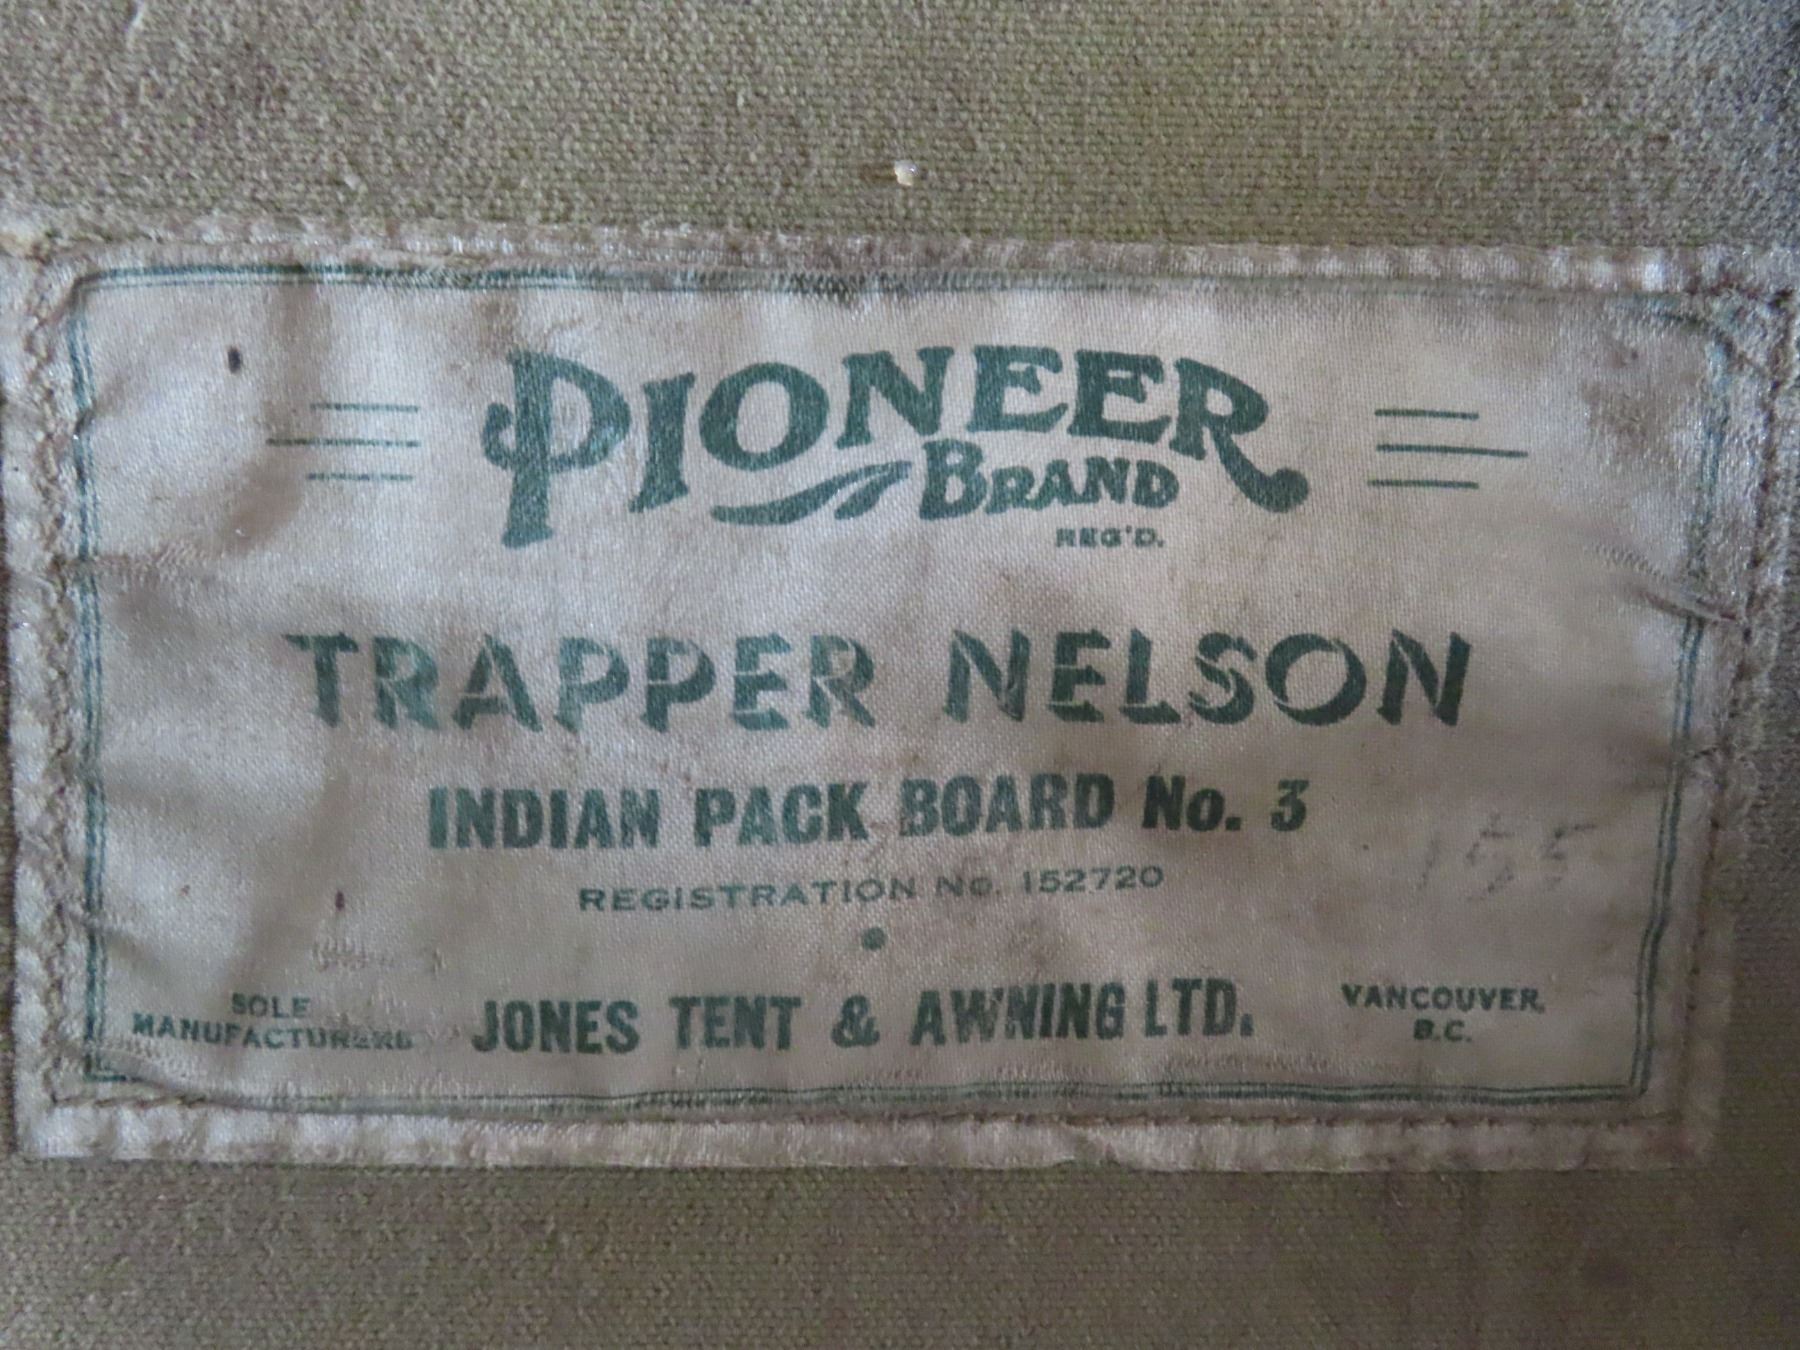 PIONEER
BRAND
REG'D.
TRAPPER NELSON
INDIAN PACK BOARD No. 3
155
REGISTRATION No. 152720
SOLE
MANUFACTURERS
JONES TENT & AWNING LTD.
VANCOUVER,
B.C.